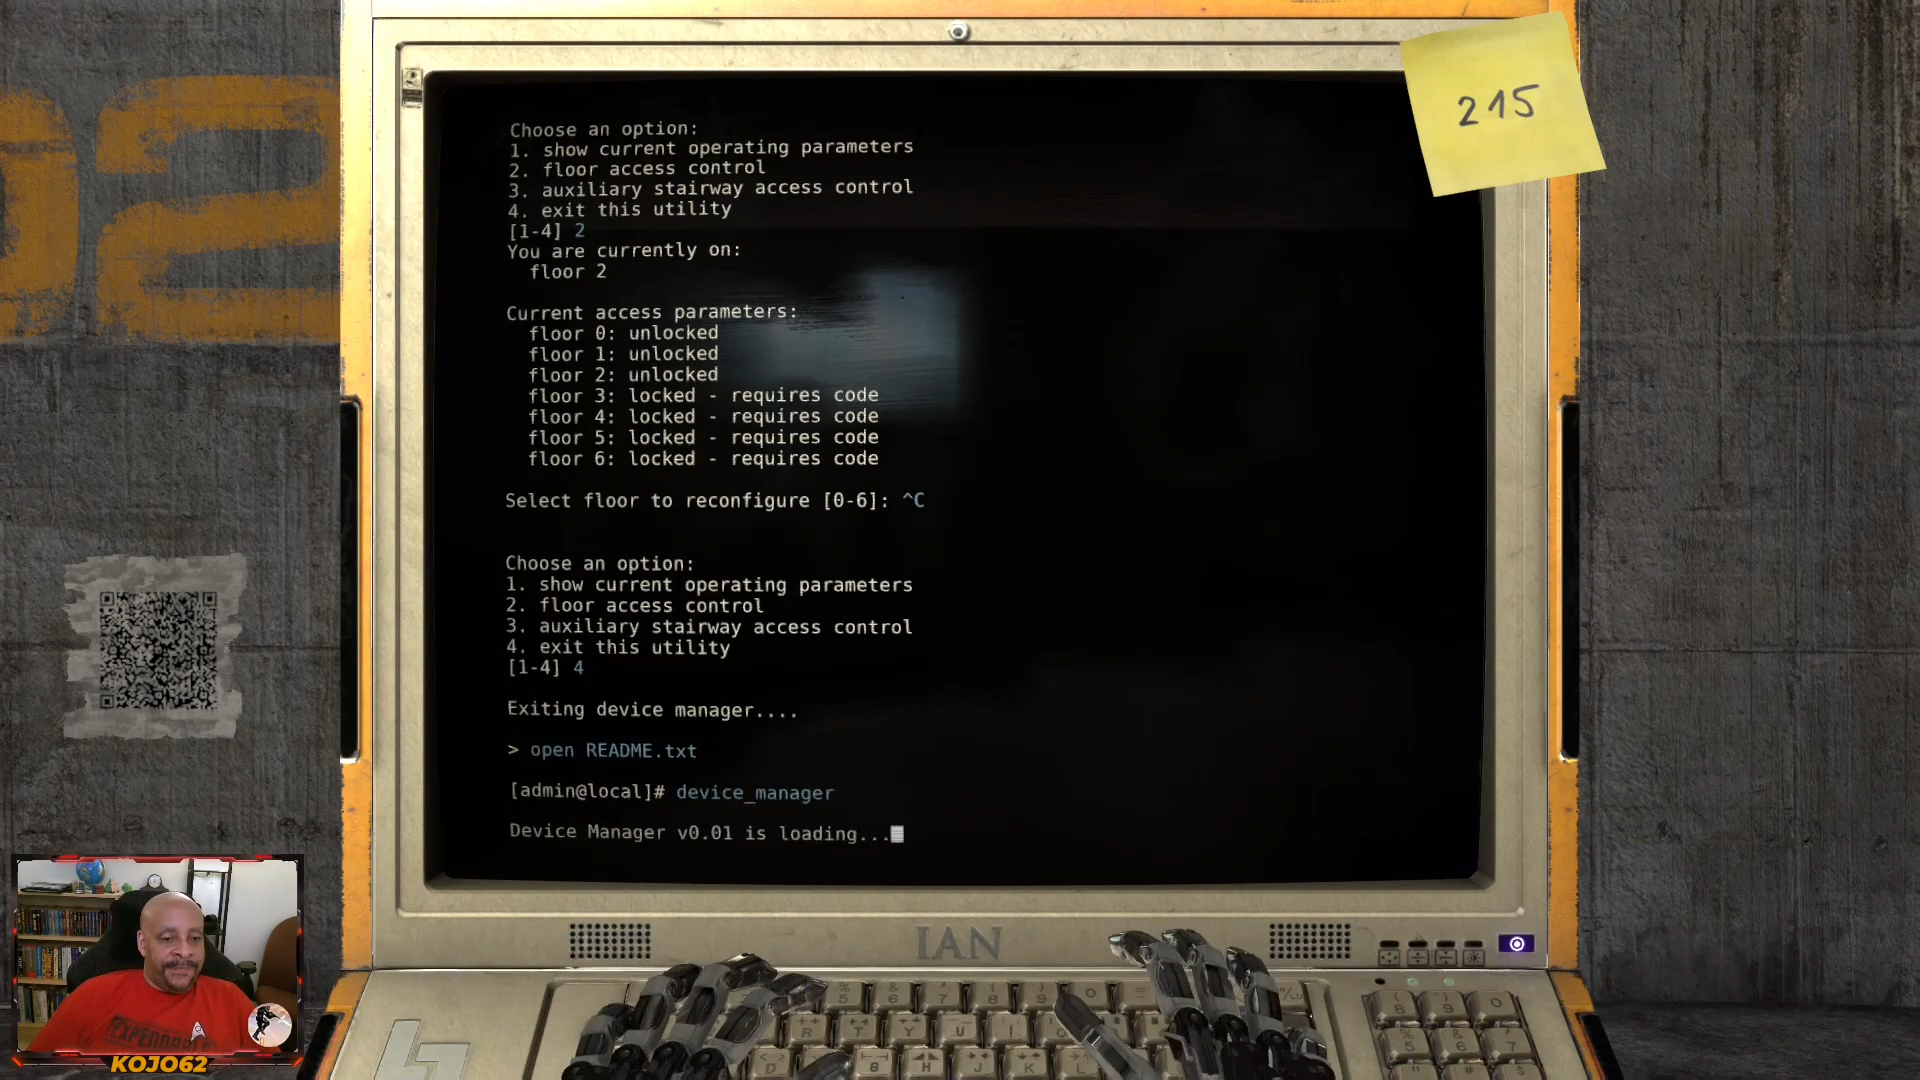 02
215
Choose an option:
1. show current operating parameters
2. floor access control
3. auxiliary stairway access control
4. exit this utility
[1-4] 2
You are currently on:
floor 2
Current access parameters:
floor 0: unlocked
floor 1: unlocked
floor 2: unlocked
floor 3: locked - requires code
floor 4: locked - requires code
floor 5: locked - requires code
floor 6: locked - requires code
Select floor to reconfigure [0-6]: ^C
Choose an option:
1. show current operating parameters
2. floor access control
3. auxiliary stairway access control
4. exit this utility
[1-4] 4
Exiting device manager....
> open README.txt
[admin@local]# device_manager
Device Manager v0.01 is loading...
IAN
KOJO62